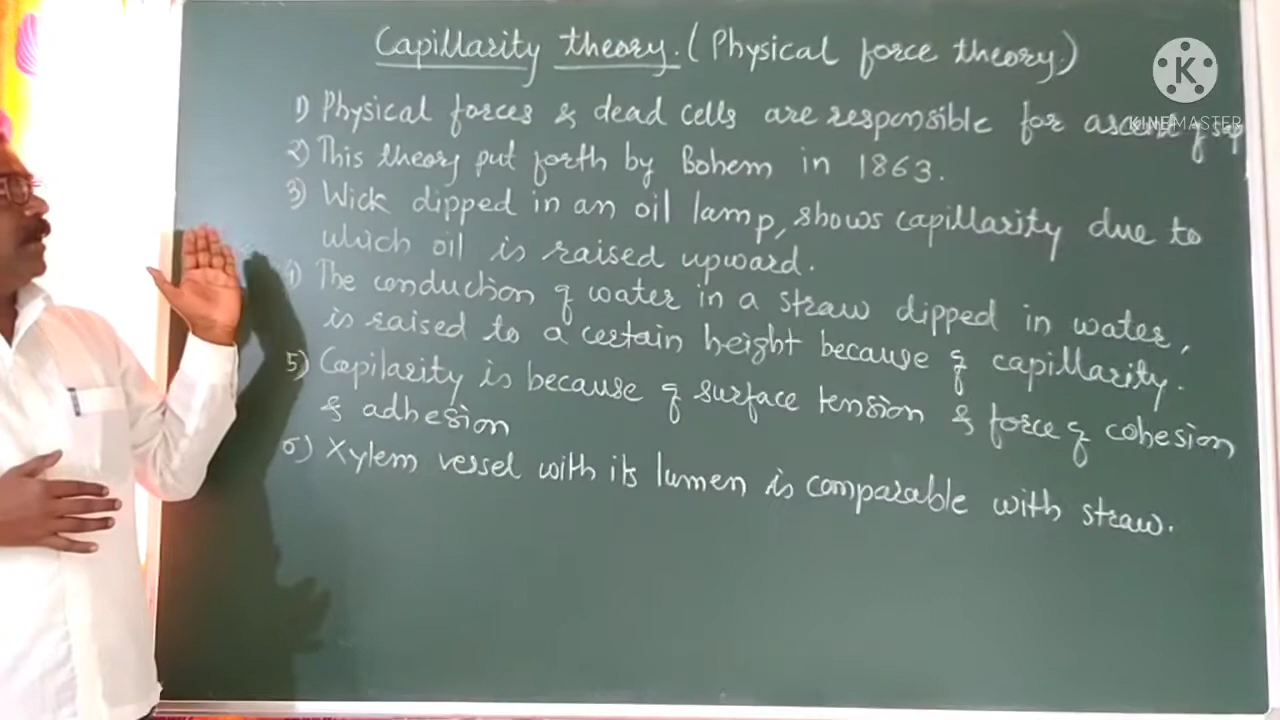 Capillarity theory. (Physical force theory.)
1) Physical forces & dead cells are responsible for ascent of sap
2) This theory put forth by Bohem in 1863.
3) Wick dipped in an oil lamp, shows capillarity due to
which oil is raised upward.
4) The conduction of water in a straw dipped in water,
is raised to a certain height because of capillarity.
5) Capilarity is because of surface tension & force of cohesion
& adhesion
6) Xylem vessel with its lumen is comparable with straw.
K
KINEMASTER